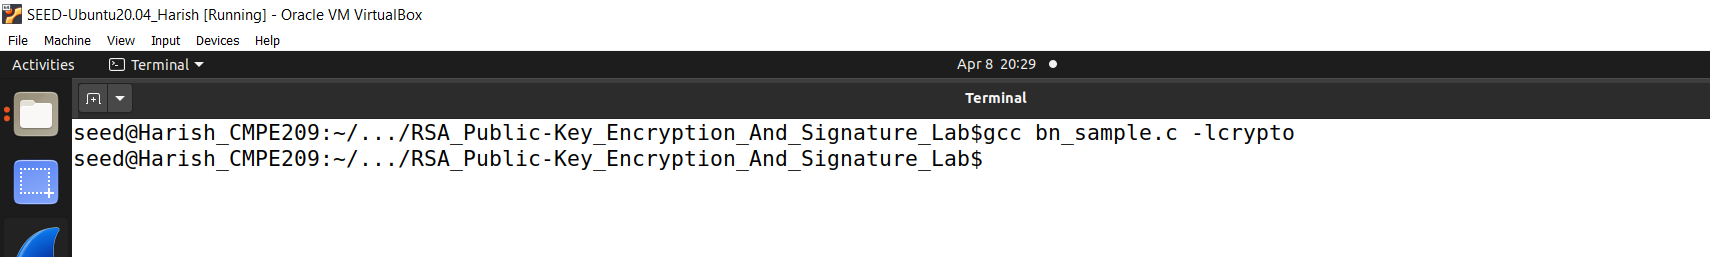 SEED-Ubuntu20.04_Harish [Running] - Oracle VM VirtualBox
File Machine View Input Devices Help
Activities Terminal Apr 8 20:29
Terminal
seed@Harish_CMPE209:~/.../RSA_Public-Key_Encryption_And_Signature_Lab$gcc bn_sample.c -lcrypto
seed@Harish_CMPE209:~/.../RSA_Public-Key_Encryption_And_Signature_Lab$